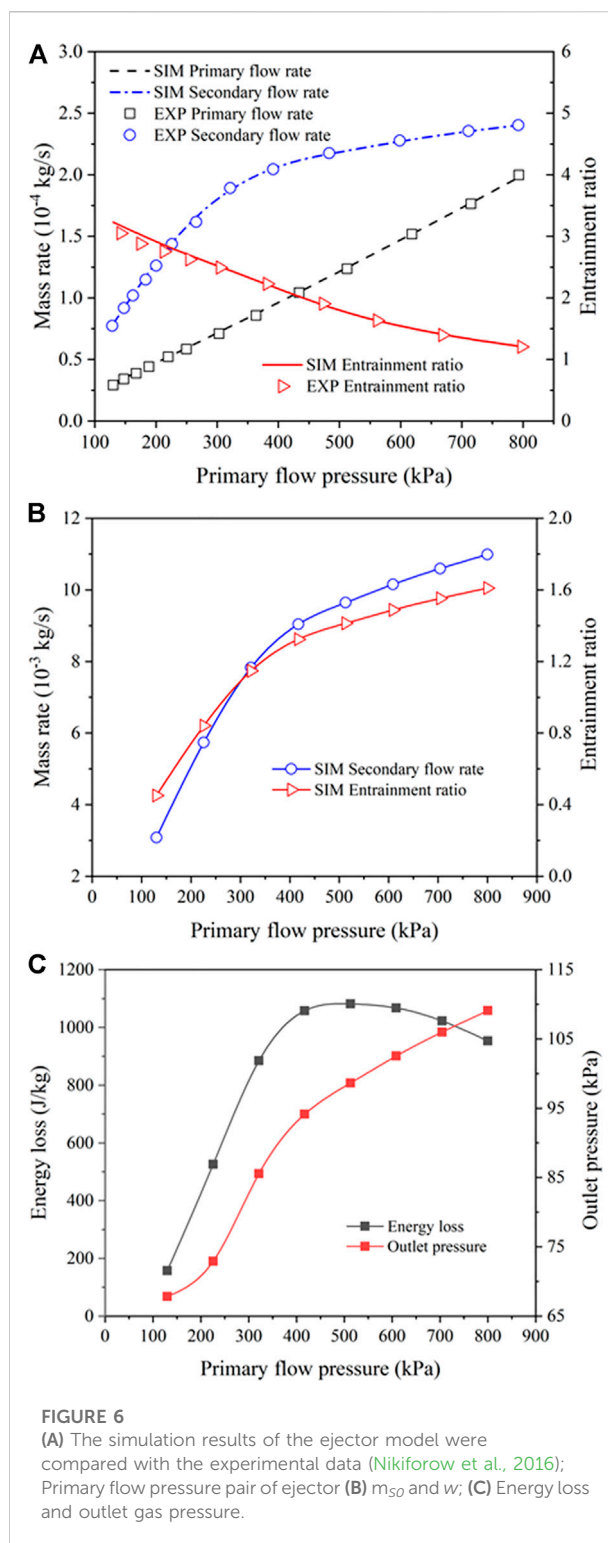 A
Mass rate (10⁻⁴ kg/s)
3.0
2.5
2.0
1.5
1.0
0.5
0.0
SIM Primary flow rate
SIM Secondary flow rate
EXP Primary flow rate
EXP Secondary flow rate
SIM Entrainment ratio
EXP Entrainment ratio
6
5
4
3
2
1
0
Entrainment ratio
100 200 300 400 500 600 700 800 900
Primary flow pressure (kPa)
B
Mass rate (10⁻³ kg/s)
12
10
8
6
4
2
SIM Secondary flow rate
SIM Entrainment ratio
2.0
1.6
1.2
0.8
0.4
0.0
Entrainment ratio
0 100 200 300 400 500 600 700 800 900
Primary flow pressure (kPa)
C
Energy loss (J/kg)
1200
1000
800
600
400
200
0
Energy loss
Outlet pressure
115
105
95
85
75
65
Outlet pressure (kPa)
0 100 200 300 400 500 600 700 800 900
Primary flow pressure (kPa)
FIGURE 6
(A) The simulation results of the ejector model were
compared with the experimental data (Nikiforow et al., 2016);
Primary flow pressure pair of ejector (B) mS0 and w; (C) Energy loss
and outlet gas pressure.